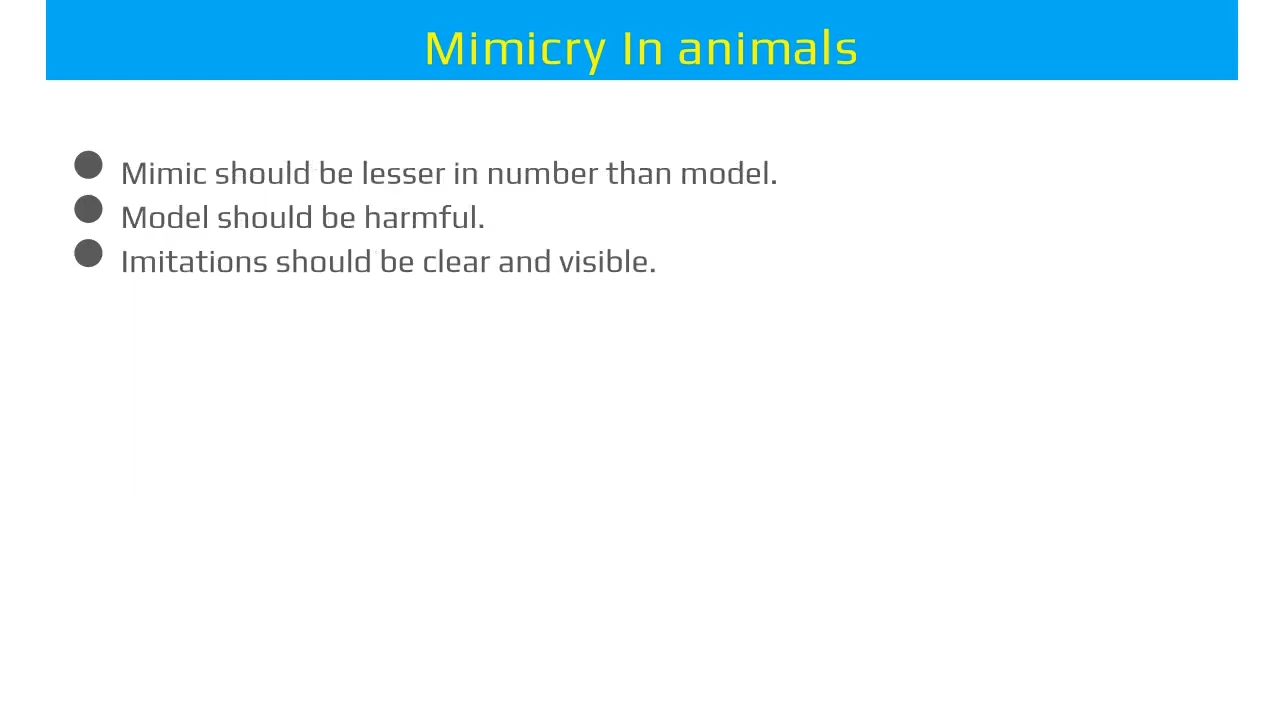 Mimicry In animals
Mimic should be lesser in number than model.
Model should be harmful.
Imitations should be clear and visible.